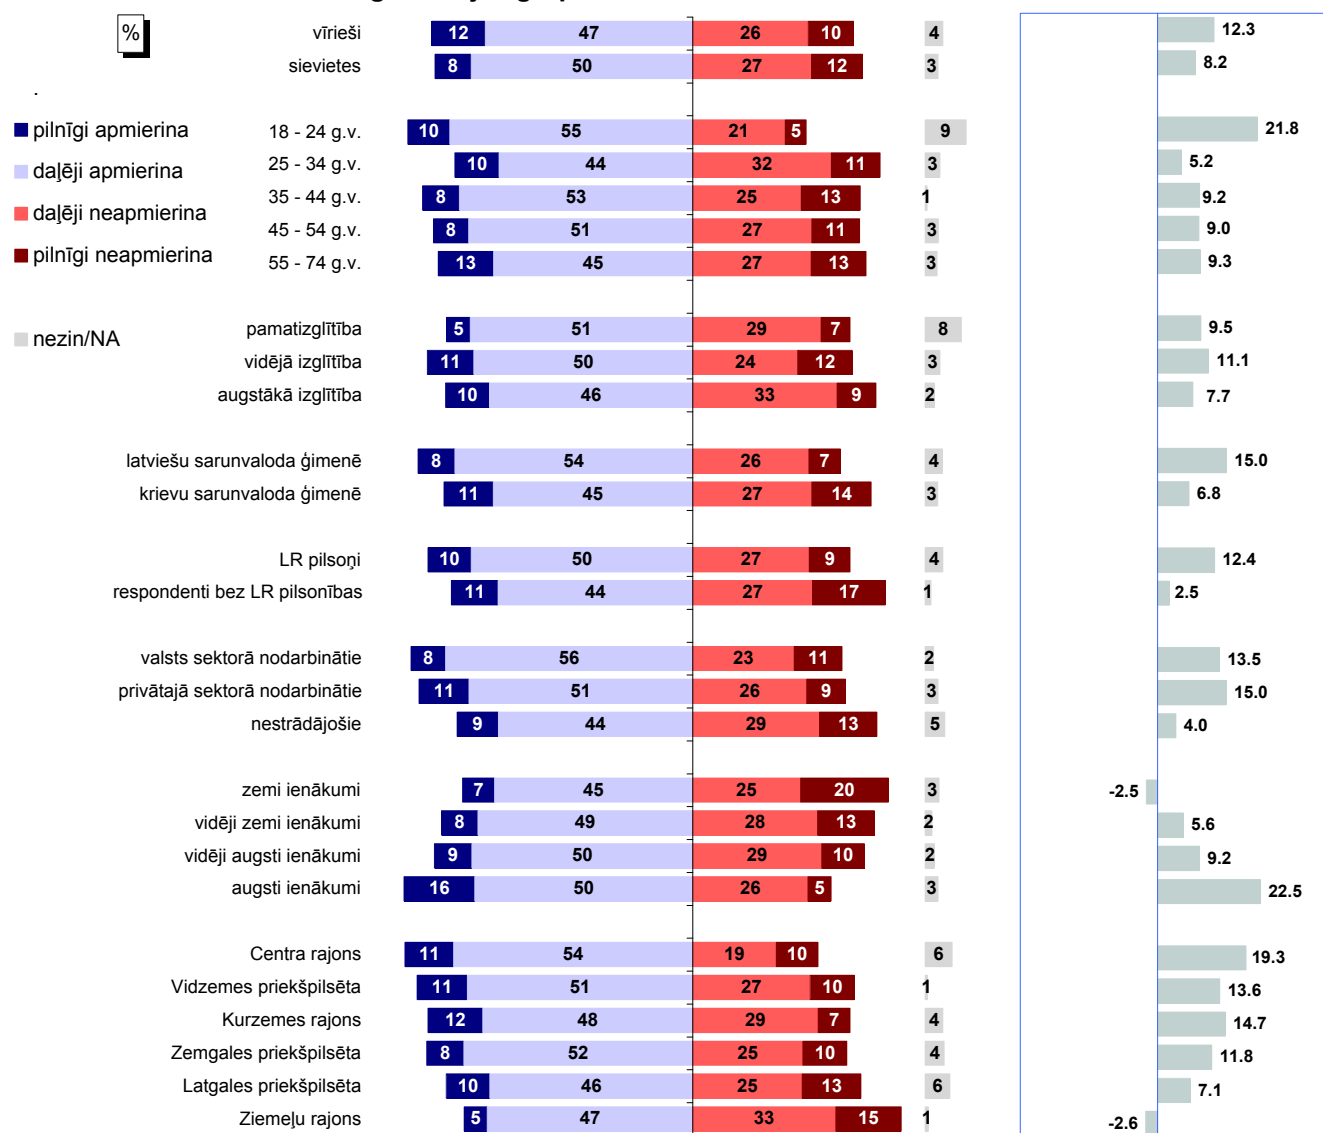 %
vīrieši 12 47 26 10 4 12.3
sievietes 8 50 27 12 3 8.2
.
pilnīgi apmierina
daļēji apmierina
daļēji neapmierina
pilnīgi neapmierina
nezin/NA
18 - 24 g.v. 10 55 21 5 9 21.8
25 - 34 g.v. 10 44 32 11 3 5.2
35 - 44 g.v. 8 53 25 13 1 9.2
45 - 54 g.v. 8 51 27 11 3 9.0
55 - 74 g.v. 13 45 27 13 3 9.3
pamatizglītība 5 51 29 7 8 9.5
vidējā izglītība 11 50 24 12 3 11.1
augstākā izglītība 10 46 33 9 2 7.7
latviešu sarunvaloda ģimenē 8 54 26 7 4 15.0
krievu sarunvaloda ģimenē 11 45 27 14 3 6.8
LR pilsoņi 10 50 27 9 4 12.4
respondenti bez LR pilsonības 11 44 27 17 1 2.5
valsts sektorā nodarbinātie 8 56 23 11 2 13.5
privātajā sektorā nodarbinātie 11 51 26 9 3 15.0
nestrādājošie 9 44 29 13 5 4.0
zemi ienākumi 7 45 25 20 3 -2.5
vidēji zemi ienākumi 8 49 28 13 2 5.6
vidēji augsti ienākumi 9 50 29 10 2 9.2
augsti ienākumi 16 50 26 5 3 22.5
Centra rajons 11 54 19 10 6 19.3
Vidzemes priekšpilsēta 11 51 27 10 1 13.6
Kurzemes rajons 12 48 29 7 4 14.7
Zemgales priekšpilsēta 8 52 25 10 4 11.8
Latgales priekšpilsēta 10 46 25 13 6 7.1
Ziemeļu rajons 5 47 33 15 1 -2.6